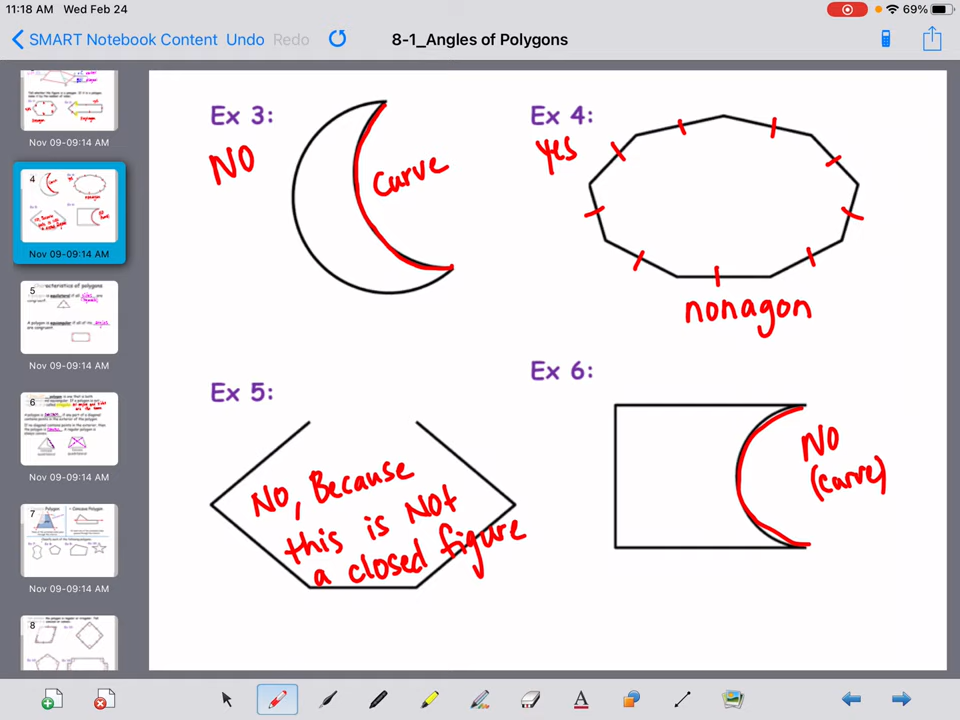 11:18 AM Wed Feb 24
69%
SMART Notebook Content Undo Redo
8-1_Angles of Polygons
Nov 09-09:14 AM
4
Nov 09-09:14 AM
5
Characteristics of polygons
Nov 09-09:14 AM
6
Nov 09-09:14 AM
7
Nov 09-09:14 AM
8
Ex 3:
NO
curve
Ex 4:
Yes
nonagon
Ex 5:
No, Because
this is NOT
a closed figure
Ex 6:
NO
(curve)
A